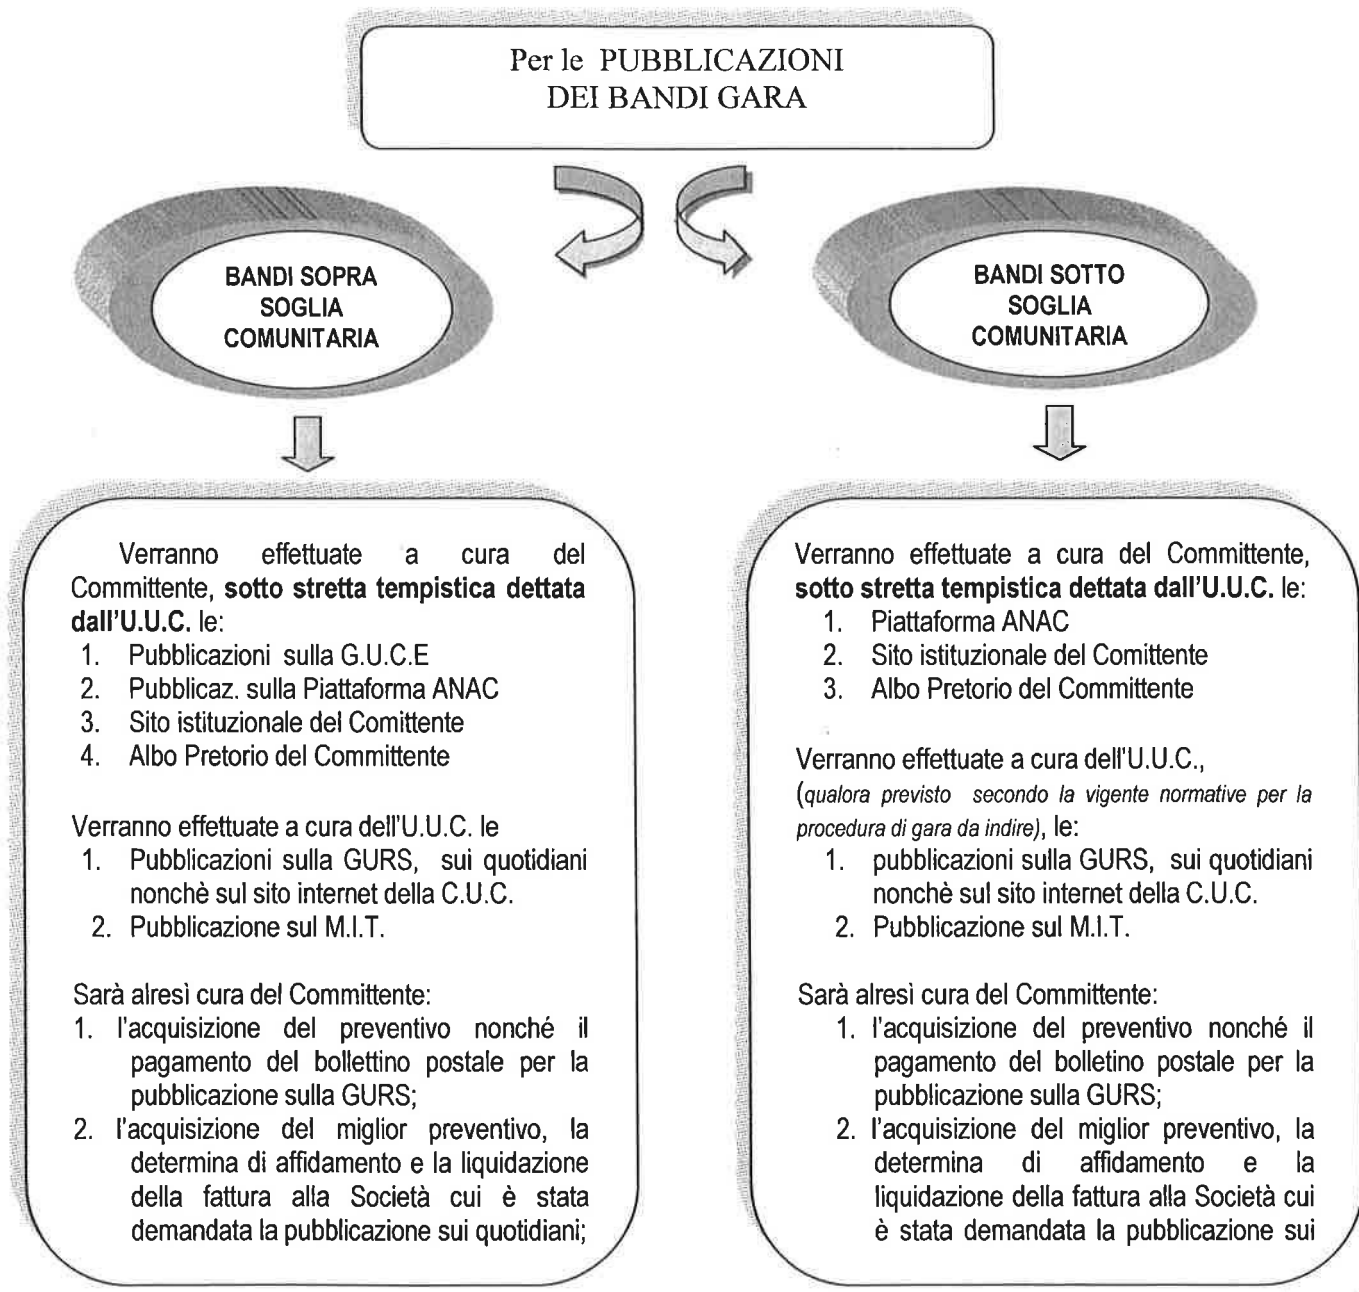 Per le PUBBLICAZIONI
DEI BANDI GARA
BANDI SOPRA
SOGLIA
COMUNITARIA
Verranno effettuate a cura del
Committente, sotto stretta tempistica dettata
dall'U.U.C. le:
1. Pubblicazioni sulla G.U.C.E
2. Pubblicaz. sulla Piattaforma ANAC
3. Sito istituzionale del Comittente
4. Albo Pretorio del Committente
Verranno effettuate a cura dell'U.U.C. le
1. Pubblicazioni sulla GURS, sui quotidiani
nonchè sul sito internet della C.U.C.
2. Pubblicazione sul M.I.T.
Sarà alresì cura del Committente:
1. l'acquisizione del preventivo nonché il
pagamento del bollettino postale per la
pubblicazione sulla GURS;
2. l'acquisizione del miglior preventivo, la
determina di affidamento e la liquidazione
della fattura alla Società cui è stata
demandata la pubblicazione sui quotidiani;
BANDI SOTTO
SOGLIA
COMUNITARIA
Verranno effettuate a cura del Committente,
sotto stretta tempistica dettata dall'U.U.C. le:
1. Piattaforma ANAC
2. Sito istituzionale del Comittente
3. Albo Pretorio del Committente
Verranno effettuate a cura dell'U.U.C.,
(qualora previsto secondo la vigente normative per la
procedura di gara da indire), le:
1. pubblicazioni sulla GURS, sui quotidiani
nonchè sul sito internet della C.U.C.
2. Pubblicazione sul M.I.T.
Sarà alresì cura del Committente:
1. l'acquisizione del preventivo nonché il
pagamento del bolletino postale per la
pubblicazione sulla GURS;
2. l'acquisizione del miglior preventivo, la
determina di affidamento e la
liquidazione della fattura alla Società cui
è stata demandata la pubblicazione sui